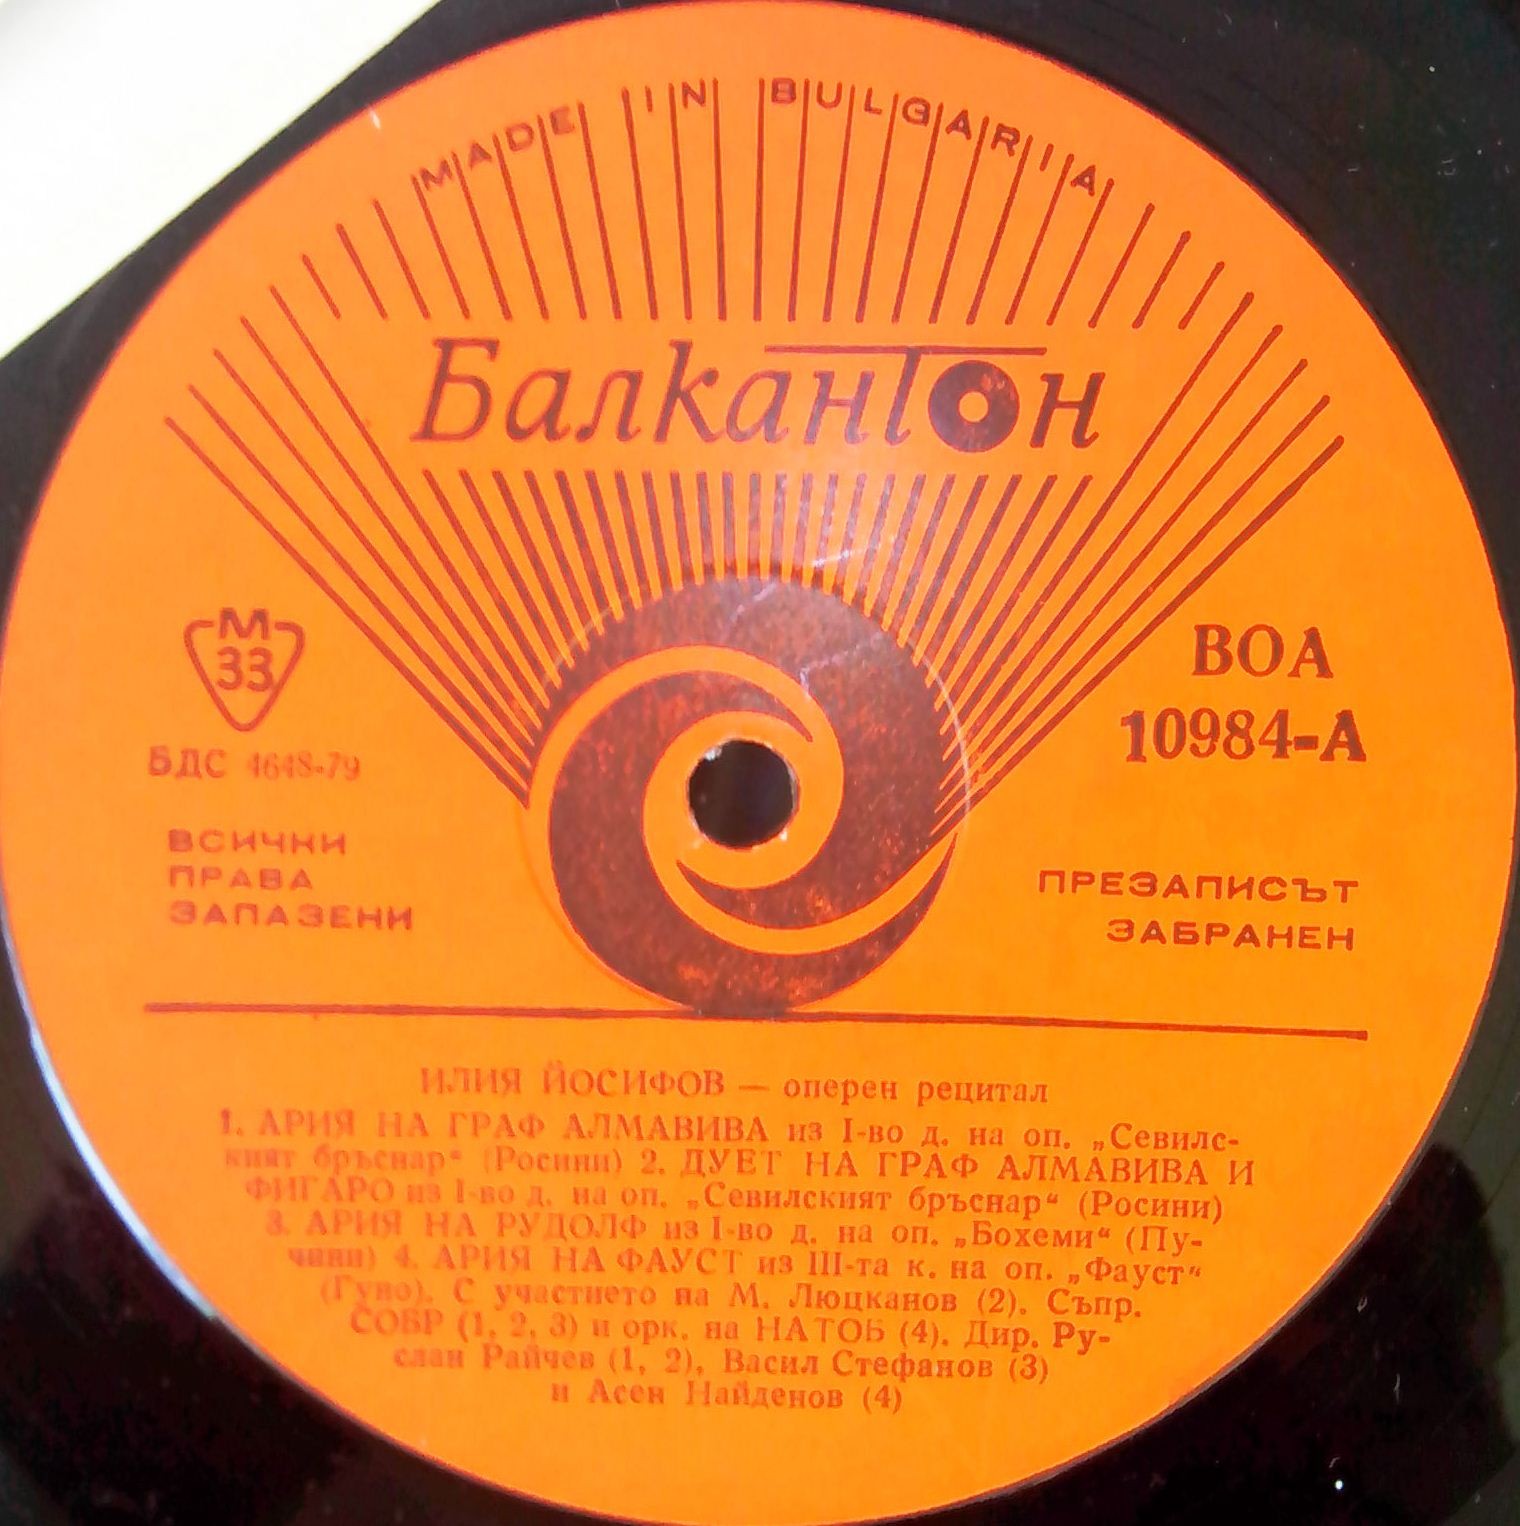 MADE IN BULGARIA
Балкантон
М
33
БДС 4648-79
ВСИЧКИ
ПРАВА
ЗАПАЗЕНИ
ВОА
10984-А
ПРЕЗАПИСЪТ
ЗАБРАНЕН
ИЛИЯ ЙОСИФОВ — оперен рецитал
1. АРИЯ НА ГРАФ АЛМАВИВА из I-во д. на оп. „Севилс-
кият бръснар“ (Росини) 2. ДУЕТ НА ГРАФ АЛМАВИВА И
ФИГАРО из I-во д. на оп. „Севилският бръснар“ (Росини)
3. АРИЯ НА РУДОЛФ из I-во д. на оп. „Бохеми“ (Пу-
чини) 4. АРИЯ НА ФАУСТ из III-та к. на оп. „Фауст“
(Гуно). С участието на М. Люцканов (2). Съпр.
СОБР (1, 2, 3) и орк. на НАТОБ (4). Дир. Ру-
слан Райчев (1, 2), Васил Стефанов (3)
и Асен Найденов (4)